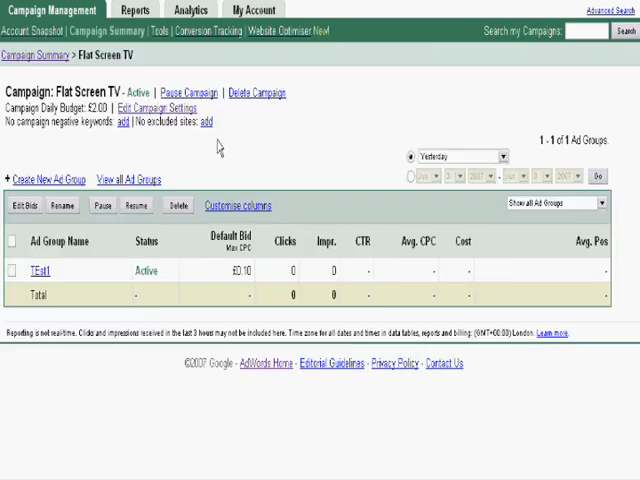 Campaign Management Reports Analytics My Account
Advanced Search
Account Snapshot | Campaign Summary | Tools | Conversion Tracking | Website Optimiser New! Search my Campaigns: Search
Campaign Summary > Flat Screen TV
Campaign: Flat Screen TV - Active | Pause Campaign | Delete Campaign
Campaign Daily Budget: £2.00 | Edit Campaign Settings
No campaign negative keywords: add | No excluded sites: add
1 - 1 of 1 Ad Groups.
Yesterday
+ Create New Ad Group View all Ad Groups
Jun 3 2007 - Jun 3 2007 Go
Edit Bids Rename Pause Resume Delete Customise columns Show all Ad Groups
Ad Group Name Status Default Bid Max CPC Clicks Impr. CTR Avg. CPC Cost Avg. Pos
TEst1 Active £0.10 0 0 - - - -
Total - - 0 0 - - - -
Reporting is not real-time. Clicks and impressions received in the last 3 hours may not be included here. Time zone for all dates and times in data tables, reports and billing: (GMT+00:00) London. Learn more.
©2007 Google - AdWords Home - Editorial Guidelines - Privacy Policy - Contact Us